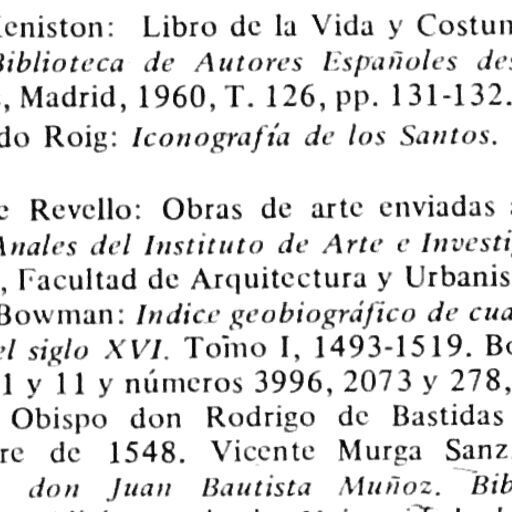 eniston: Libro de la Vida y Costum
Biblioteca de Autores Españoles des
, Madrid, 1960, T. 126, pp. 131-132.
do Roig: Iconografía de los Santos.
e Revello: Obras de arte enviadas a
Anales del Instituto de Arte e Investig
, Facultad de Arquitectura y Urbanis
Bowman: Indice geobiográfico de cua
el siglo XVI. Tomo I, 1493-1519. Bo
1 y 11 y números 3996, 2073 y 278,
Obispo don Rodrigo de Bastidas
re de 1548. Vicente Murga Sanz.
don Juan Bautista Muñoz. Bib